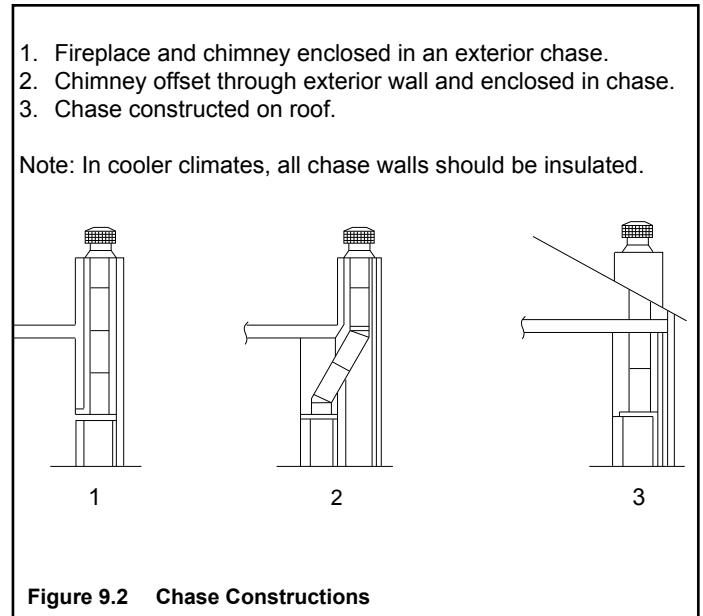 1. Fireplace and chimney enclosed in an exterior chase.
2. Chimney offset through exterior wall and enclosed in chase.
3. Chase constructed on roof.
Note: In cooler climates, all chase walls should be insulated.
1 2 3
Figure 9.2 Chase Constructions